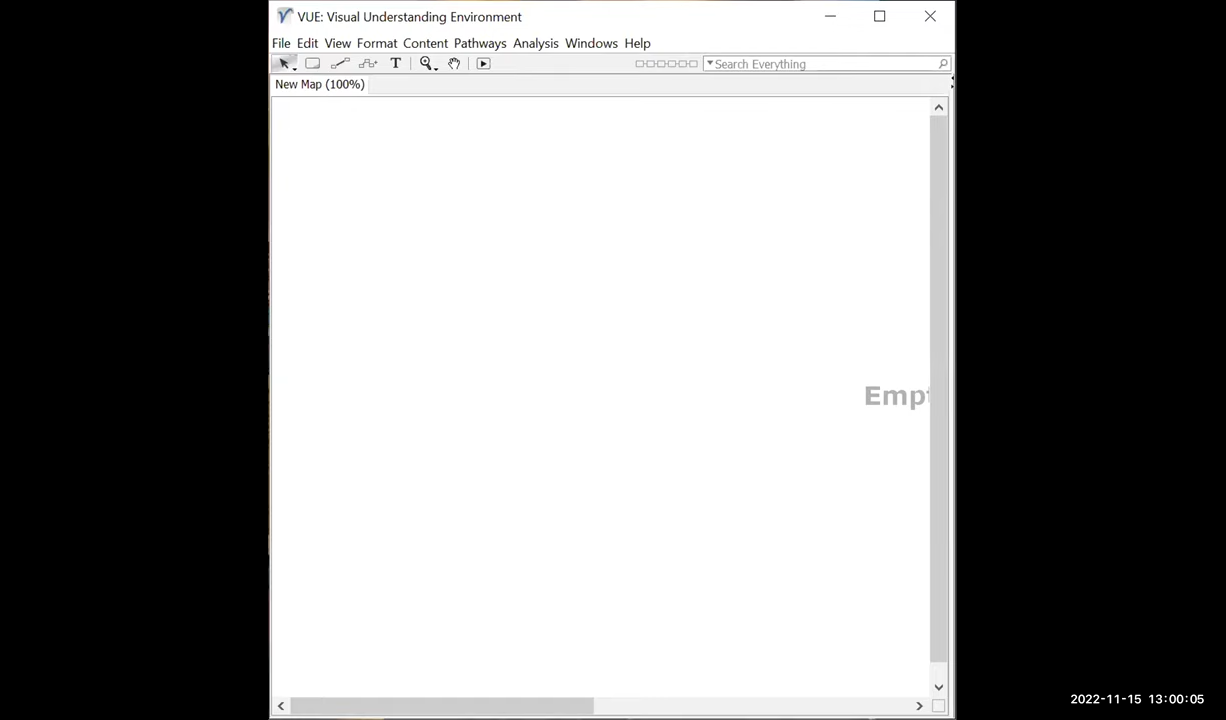 VUE: Visual Understanding Environment
File Edit View Format Content Pathways Analysis Windows Help
T Search Everything
New Map (100%)
Empt
2022-11-15 13:00:05